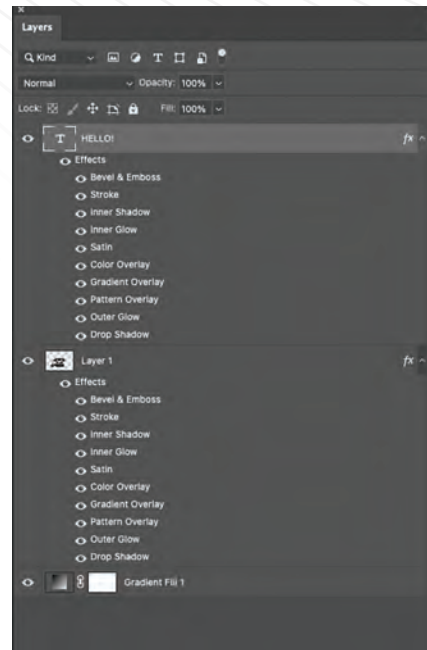 Layers
Kind
Normal Opacity: 100%
Lock: Fill: 100%
T HELLO! fx
Effects
Bevel & Emboss
Stroke
Inner Shadow
Inner Glow
Satin
Color Overlay
Gradient Overlay
Pattern Overlay
Outer Glow
Drop Shadow
Layer 1 fx
Effects
Bevel & Emboss
Stroke
Inner Shadow
Inner Glow
Satin
Color Overlay
Gradient Overlay
Pattern Overlay
Outer Glow
Drop Shadow
Gradient Fill 1